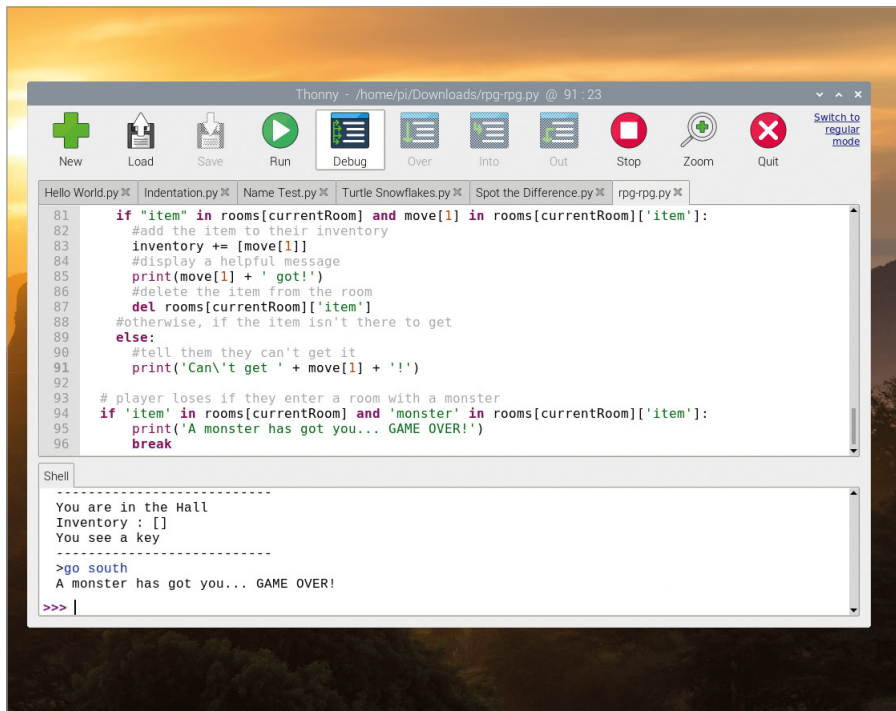 Thonny - /home/pi/Downloads/rpg-rpg.py @ 91 : 23
New Load Save Run Debug Over Into Out Stop Zoom Quit
Switch to
regular
mode
Hello World.py Indentation.py Name Test.py Turtle Snowflakes.py Spot the Difference.py rpg-rpg.py
81     if "item" in rooms[currentRoom] and move[1] in rooms[currentRoom]['item']:
82       #add the item to their inventory
83       inventory += [move[1]]
84       #display a helpful message
85       print(move[1] + ' got!')
86       #delete the item from the room
87       del rooms[currentRoom]['item']
88     #otherwise, if the item isn't there to get
89     else:
90       #tell them they can't get it
91       print('Can\'t get ' + move[1] + '!')
92
93   # player loses if they enter a room with a monster
94   if 'item' in rooms[currentRoom] and 'monster' in rooms[currentRoom]['item']:
95       print('A monster has got you... GAME OVER!')
96       break
Shell
---------------------------
You are in the Hall
Inventory : []
You see a key
---------------------------
>go south
A monster has got you... GAME OVER!
>>>